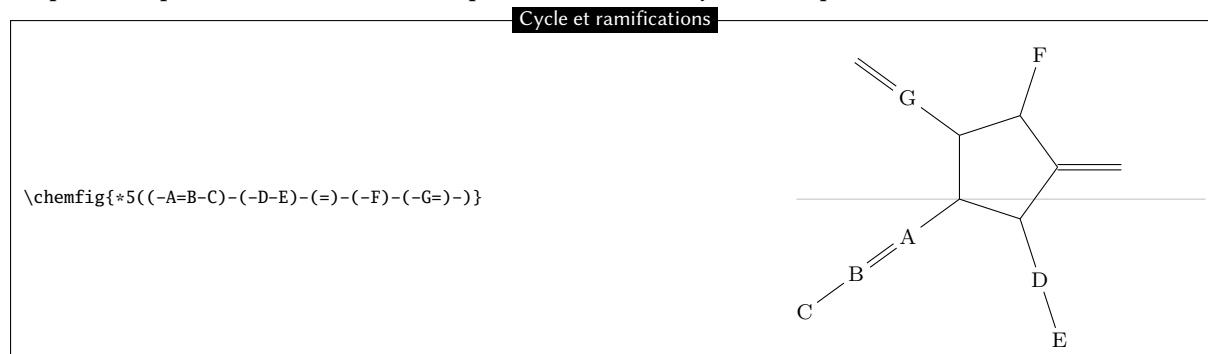 Cycle et ramifications
\chemfig{*5((-A=B-C)-(-D-E)-(=)-(-F)-(-G=)-)}
F
G
A
B
D
C
E